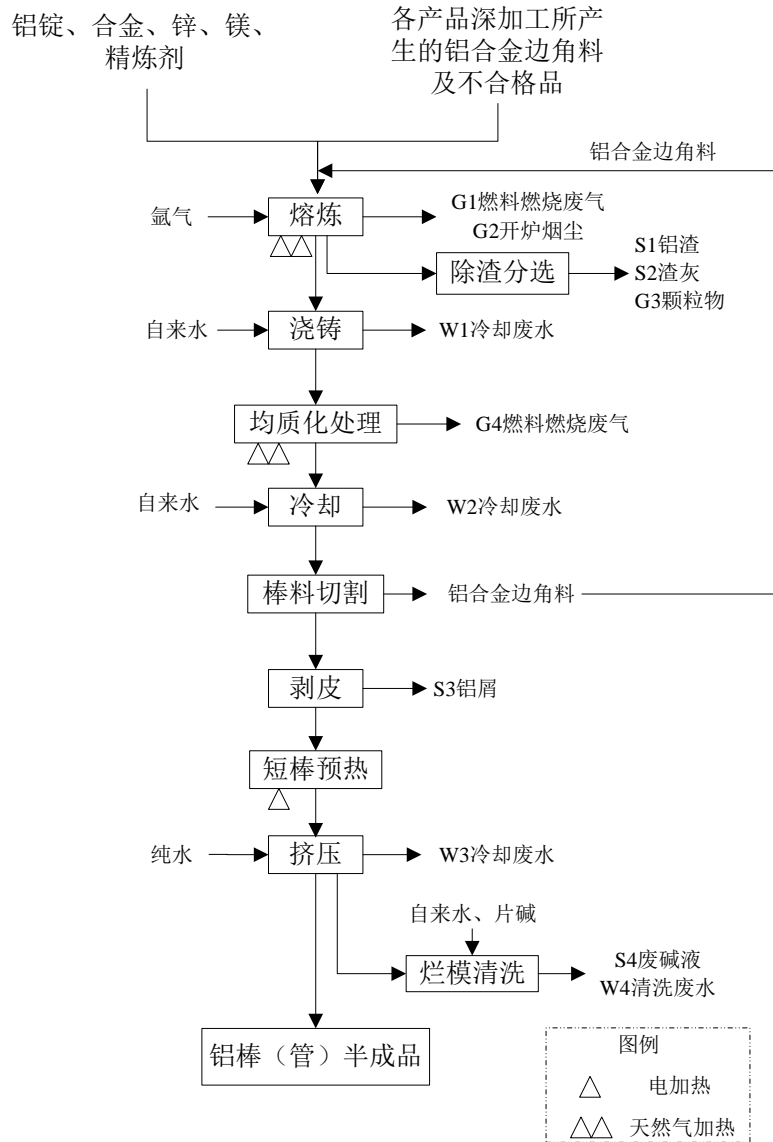 铝锭、合金、锌、镁、
精炼剂
各产品深加工所产
生的铝合金边角料
及不合格品
铝合金边角料
氩气
熔炼
G1燃料燃烧废气
G2开炉烟尘
除渣分选
S1铝渣
S2渣灰
G3颗粒物
自来水
浇铸
W1冷却废水
均质化处理
G4燃料燃烧废气
自来水
冷却
W2冷却废水
棒料切割
铝合金边角料
剥皮
S3铝屑
短棒预热
纯水
挤压
W3冷却废水
自来水、片碱
烂模清洗
S4废碱液
W4清洗废水
铝棒（管）半成品
图例
电加热
天然气加热